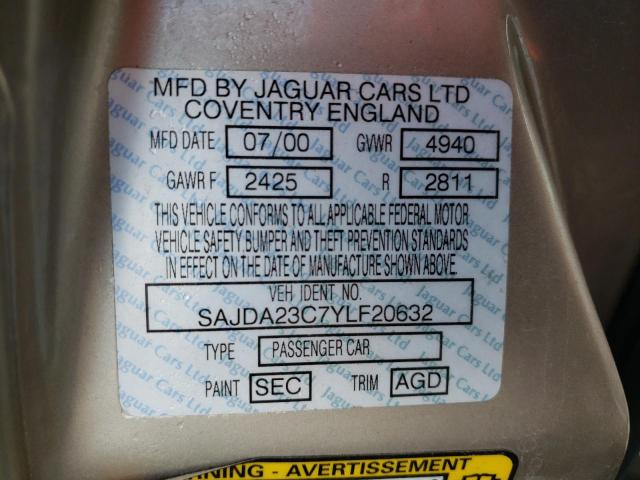 MFD BY JAGUAR CARS LTD
COVENTRY ENGLAND
MFD DATE 07/00 GVWR 4940
GAWR F 2425 R 2811
THIS VEHICLE CONFORMS TO ALL APPLICABLE FEDERAL MOTOR
VEHICLE SAFETY BUMPER AND THEFT PREVENTION STANDARDS
IN EFFECT ON THE DATE OF MANUFACTURE SHOWN ABOVE
VEH IDENT NO.
SAJDA23C7YLF20632
TYPE PASSENGER CAR
PAINT SEC TRIM AGD
- AVERTISSEMENT